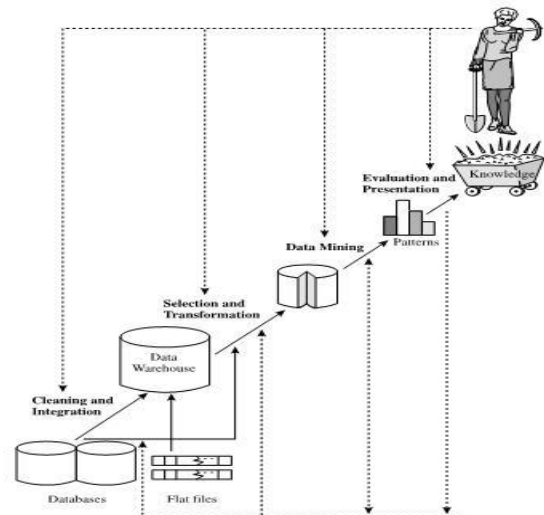 Evaluation and
Presentation
Knowledge
Data Mining
Patterns
Selection and
Transformation
Data
Warehouse
Cleaning and
Integration
Databases
Flat files